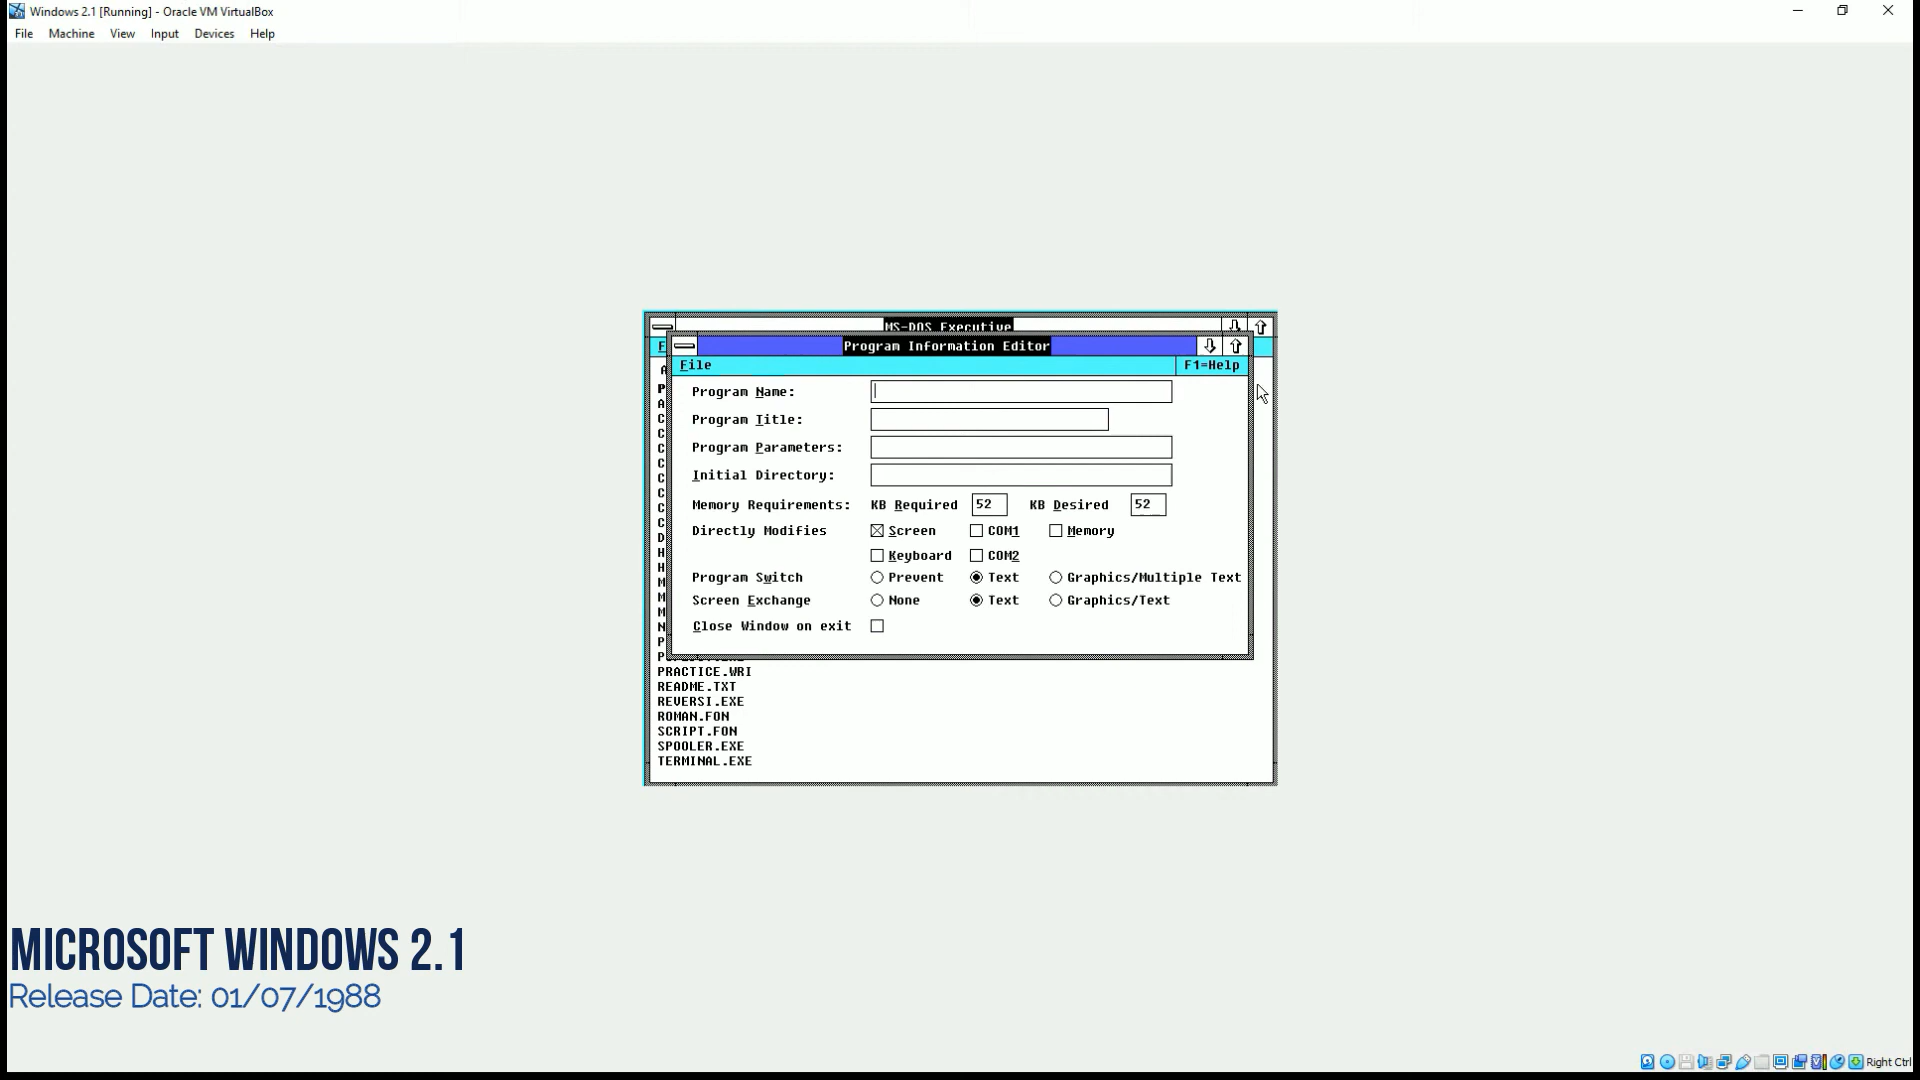 Windows 2.1 [Running] - Oracle VM VirtualBox
File Machine View Input Devices Help
MS-DOS Executive
Program Information Editor
File F1=Help
Program Name:
Program Title:
Program Parameters:
Initial Directory:
Memory Requirements: KB Required 52 KB Desired 52
Directly Modifies Screen COM1 Memory
Keyboard COM2
Program Switch Prevent Text Graphics/Multiple Text
Screen Exchange None Text Graphics/Text
Close Window on exit
PRACTICE.WRI
README.TXT
REVERSI.EXE
ROMAN.FON
SCRIPT.FON
SPOOLER.EXE
TERMINAL.EXE
MICROSOFT WINDOWS 2.1
Release Date: 01/07/1988
Right Ctrl